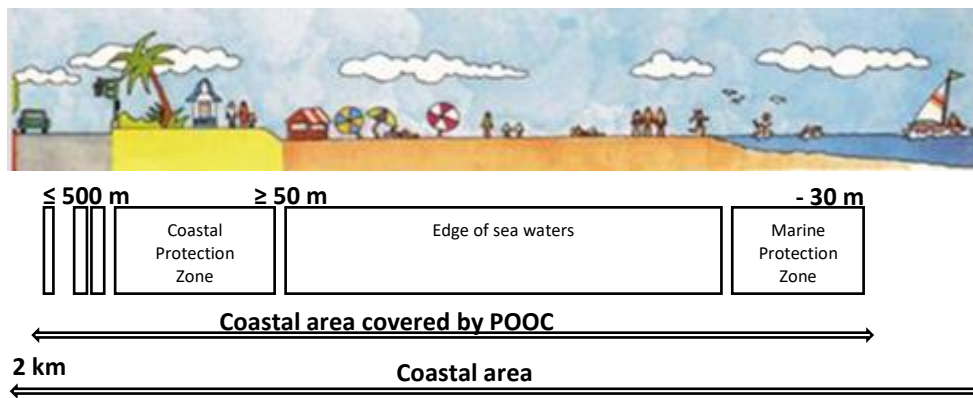 ≤ 500 m ≥ 50 m - 30 m
Coastal
Protection
Zone
Edge of sea waters
Marine
Protection
Zone
Coastal area covered by POOC
2 km
Coastal area